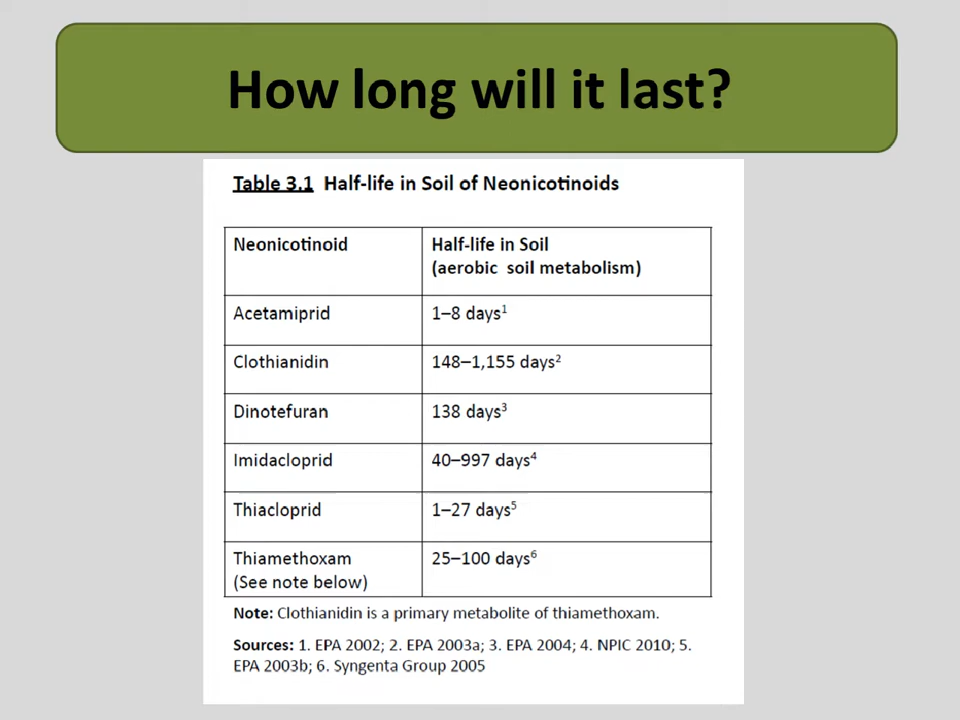 How long will it last?
Table 3.1 Half-life in Soil of Neonicotinoids
Neonicotinoid Half-life in Soil
(aerobic soil metabolism)
Acetamiprid 1–8 days¹
Clothianidin 148–1,155 days²
Dinotefuran 138 days³
Imidacloprid 40–997 days⁴
Thiacloprid 1–27 days⁵
Thiamethoxam 25–100 days⁶
(See note below)
Note: Clothianidin is a primary metabolite of thiamethoxam.
Sources: 1. EPA 2002; 2. EPA 2003a; 3. EPA 2004; 4. NPIC 2010; 5.
EPA 2003b; 6. Syngenta Group 2005